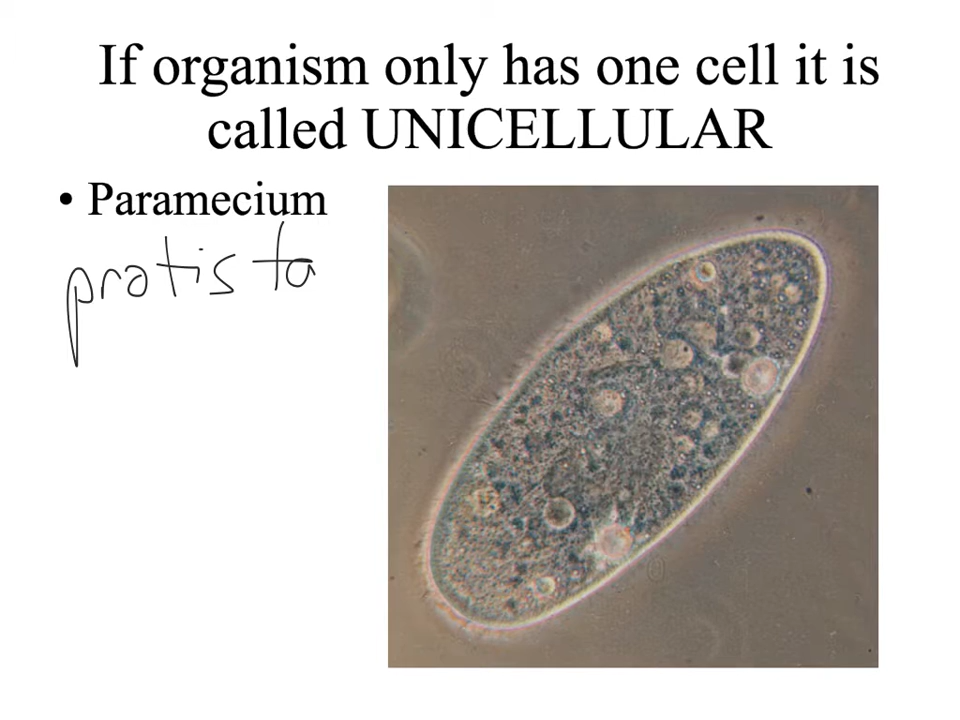 If organism only has one cell it is
called UNICELLULAR
• Paramecium
protista